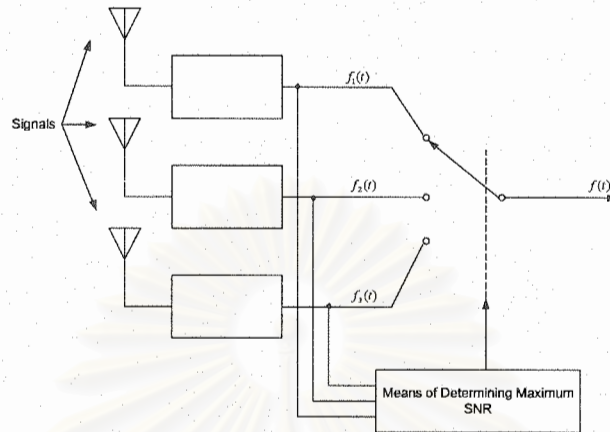 Signals
f₁(t)
f₂(t)
f₃(t)
f(t)
Means of Determining Maximum
SNR